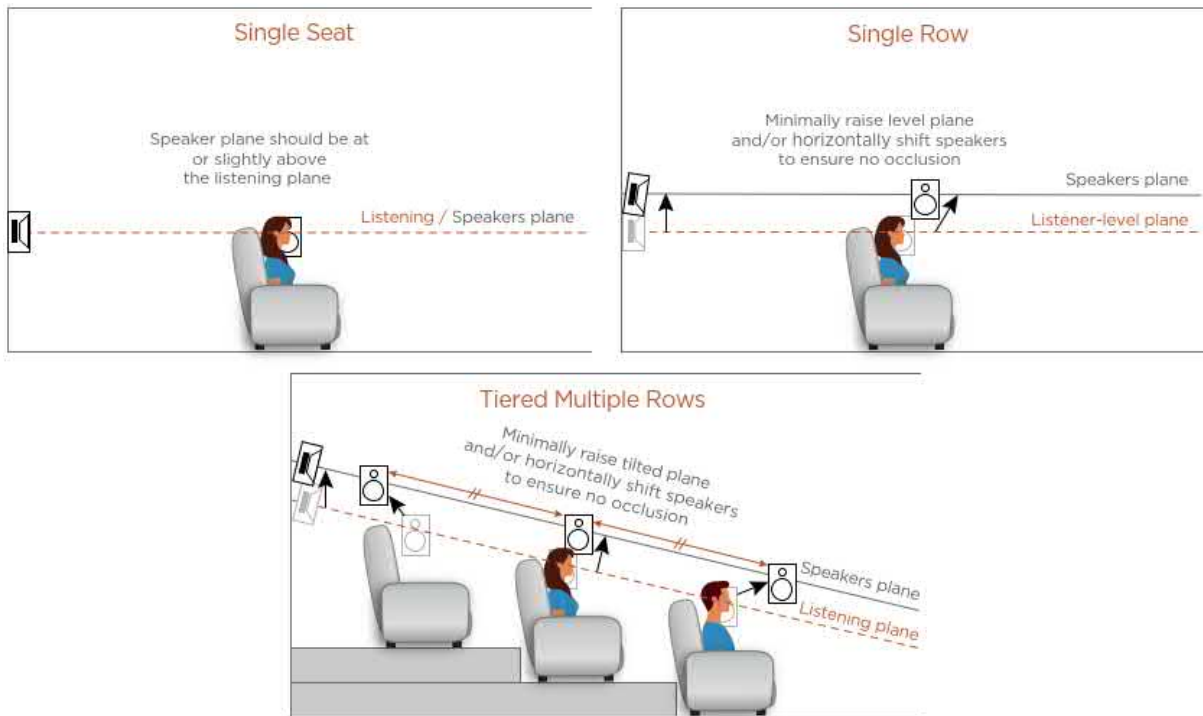 Single Seat
Speaker plane should be at
or slightly above
the listening plane
Listening / Speakers plane
Single Row
Minimally raise level plane
and/or horizontally shift speakers
to ensure no occlusion
Speakers plane
Listener-level plane
Tiered Multiple Rows
Minimally raise tilted plane
and/or horizontally shift speakers
to ensure no occlusion
Speakers plane
Listening plane